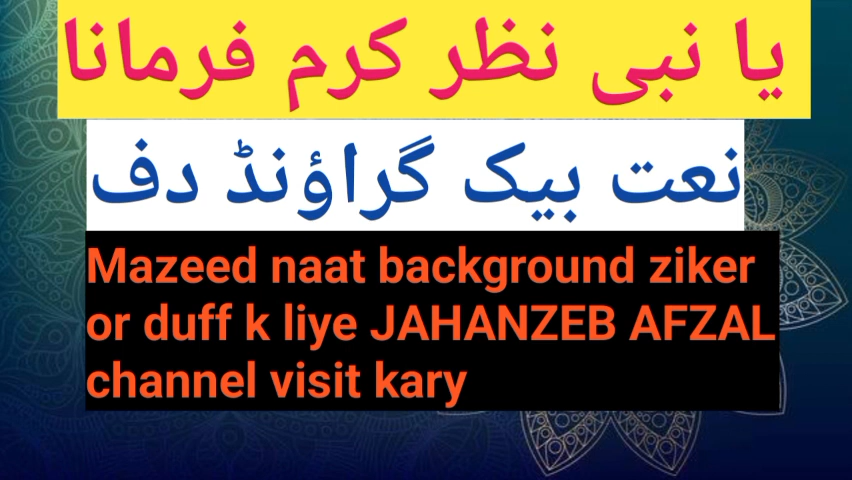 یا نبی نظر کرم فرمانا
نعت بیک گراؤنڈ دف
Mazeed naat background ziker
or duff k liye JAHANZEB AFZAL
channel visit kary